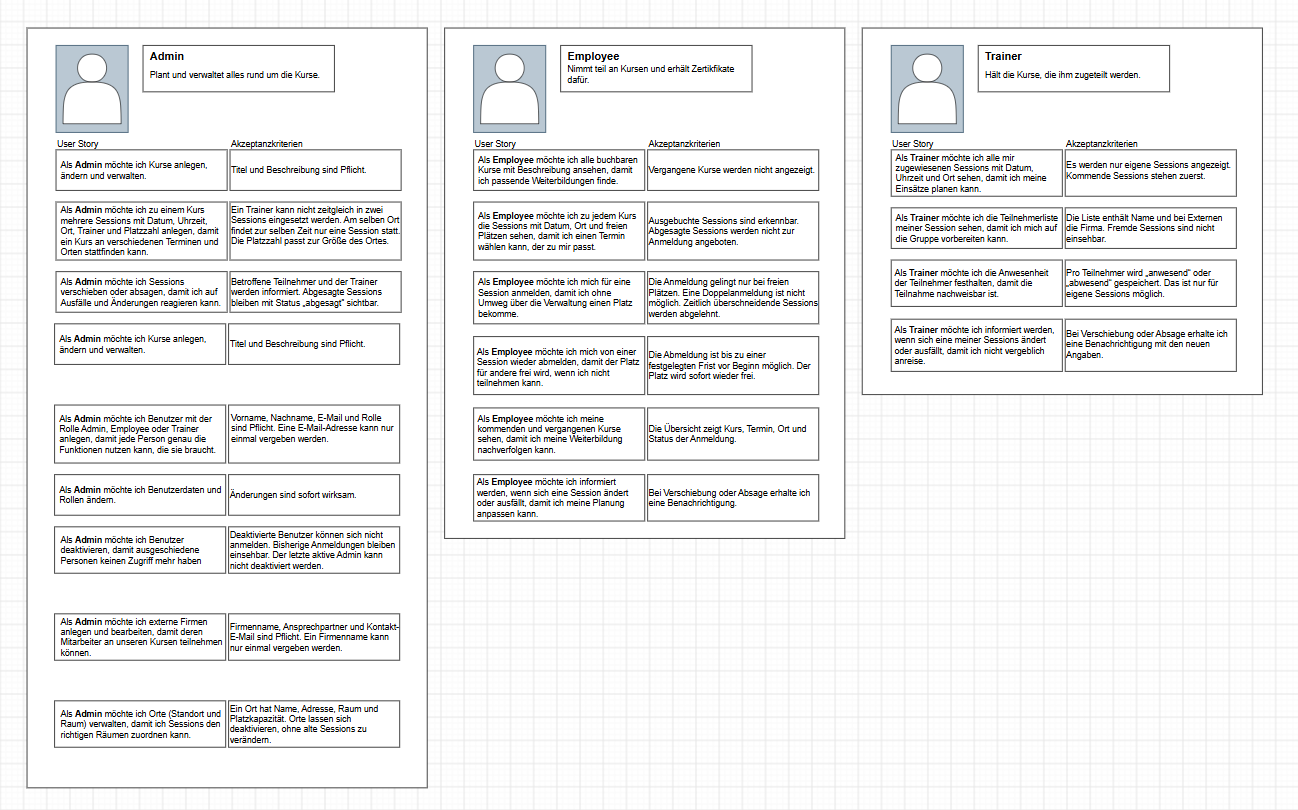 Admin
Plant und verwaltet alles rund um die Kurse.
User Story
Akzeptanzkriterien
Als Admin möchte ich Kurse anlegen,
ändern und verwalten.
Titel und Beschreibung sind Pflicht.
Als Admin möchte ich zu einem Kurs
mehrere Sessions mit Datum, Uhrzeit,
Ort, Trainer und Platzzahl anlegen, damit
ein Kurs an verschiedenen Terminen und
Orten stattfinden kann.
Ein Trainer kann nicht zeitgleich in zwei
Sessions eingesetzt werden. Am selben Ort
findet zur selben Zeit nur eine Session statt.
Die Platzzahl passt zur Größe des Ortes.
Als Admin möchte ich Sessions
verschieben oder absagen, damit ich auf
Ausfälle und Änderungen reagieren kann.
Betroffene Teilnehmer und der Trainer
werden informiert. Abgesagte Sessions
bleiben mit Status „abgesagt" sichtbar.
Als Admin möchte ich Kurse anlegen,
ändern und verwalten.
Titel und Beschreibung sind Pflicht.
Als Admin möchte ich Benutzer mit der
Rolle Admin, Employee oder Trainer
anlegen, damit jede Person genau die
Funktionen nutzen kann, die sie braucht.
Vorname, Nachname, E-Mail und Rolle
sind Pflicht. Eine E-Mail-Adresse kann nur
einmal vergeben werden.
Als Admin möchte ich Benutzerdaten und
Rollen ändern.
Änderungen sind sofort wirksam.
Als Admin möchte ich Benutzer
deaktivieren, damit ausgeschiedene
Personen keinen Zugriff mehr haben
Deaktivierte Benutzer können sich nicht
anmelden. Bisherige Anmeldungen bleiben
einsehbar. Der letzte aktive Admin kann
nicht deaktiviert werden.
Als Admin möchte ich externe Firmen
anlegen und bearbeiten, damit deren
Mitarbeiter an unseren Kursen teilnehmen
können.
Firmenname, Ansprechpartner und Kontakt-
E-Mail sind Pflicht. Ein Firmenname kann
nur einmal vergeben werden.
Als Admin möchte ich Orte (Standort und
Raum) verwalten, damit ich Sessions den
richtigen Räumen zuordnen kann.
Ein Ort hat Name, Adresse, Raum und
Platzkapazität. Orte lassen sich
deaktivieren, ohne alte Sessions zu
verändern.
Employee
Nimmt teil an Kursen und erhält Zertikfikate
dafür.
User Story
Akzeptanzkriterien
Als Employee möchte ich alle buchbaren
Kurse mit Beschreibung ansehen, damit
ich passende Weiterbildungen finde.
Vergangene Kurse werden nicht angezeigt.
Als Employee möchte ich zu jedem Kurs
die Sessions mit Datum, Ort und freien
Plätzen sehen, damit ich einen Termin
wählen kann, der zu mir passt.
Ausgebuchte Sessions sind erkennbar.
Abgesagte Sessions werden nicht zur
Anmeldung angeboten.
Als Employee möchte ich mich für eine
Session anmelden, damit ich ohne
Umweg über die Verwaltung einen Platz
bekomme.
Die Anmeldung gelingt nur bei freien
Plätzen. Eine Doppelanmeldung ist nicht
möglich. Zeitlich überschneidende Sessions
werden abgelehnt.
Als Employee möchte ich mich von einer
Session wieder abmelden, damit der Platz
für andere frei wird, wenn ich nicht
teilnehmen kann.
Die Abmeldung ist bis zu einer
festgelegten Frist vor Beginn möglich. Der
Platz wird sofort wieder frei.
Als Employee möchte ich meine
kommenden und vergangenen Kurse
sehen, damit ich meine Weiterbildung
nachverfolgen kann.
Die Übersicht zeigt Kurs, Termin, Ort und
Status der Anmeldung.
Als Employee möchte ich informiert
werden, wenn sich eine Session ändert
oder ausfällt, damit ich meine Planung
anpassen kann.
Bei Verschiebung oder Absage erhalte ich
eine Benachrichtigung.
Trainer
Hält die Kurse, die ihm zugeteilt werden.
User Story
Akzeptanzkriterien
Als Trainer möchte ich alle mir
zugewiesenen Sessions mit Datum,
Uhrzeit und Ort sehen, damit ich meine
Einsätze planen kann.
Es werden nur eigene Sessions angezeigt.
Kommende Sessions stehen zuerst.
Als Trainer möchte ich die Teilnehmerliste
meiner Session sehen, damit ich mich auf
die Gruppe vorbereiten kann.
Die Liste enthält Name und bei Externen
die Firma. Fremde Sessions sind nicht
einsehbar.
Als Trainer möchte ich die Anwesenheit
der Teilnehmer festhalten, damit die
Teilnahme nachweisbar ist.
Pro Teilnehmer wird „anwesend" oder
„abwesend" gespeichert. Das ist nur für
eigene Sessions möglich.
Als Trainer möchte ich informiert werden,
wenn sich eine meiner Sessions ändert
oder ausfällt, damit ich nicht vergeblich
anreise.
Bei Verschiebung oder Absage erhalte ich
eine Benachrichtigung mit den neuen
Angaben.